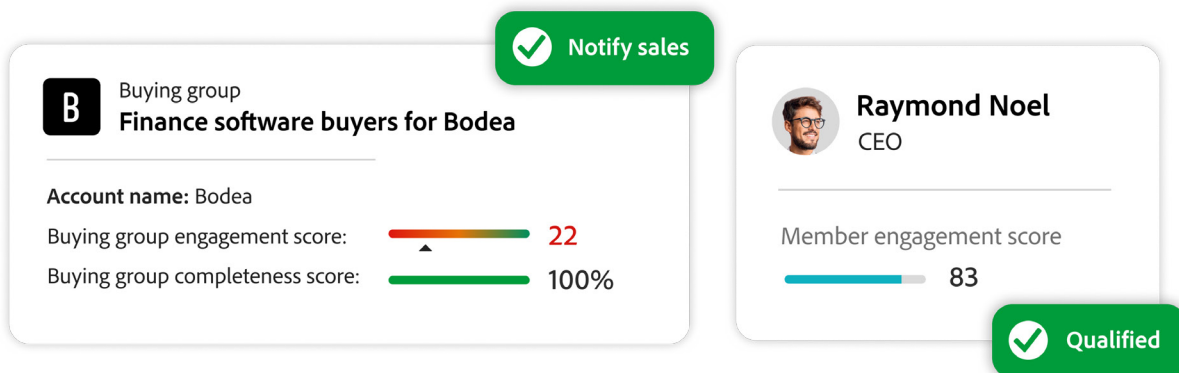 Notify sales
B
Buying group
Finance software buyers for Bodea
Account name: Bodea
Buying group engagement score: 22
Buying group completeness score: 100%
Raymond Noel
CEO
Member engagement score
83
Qualified